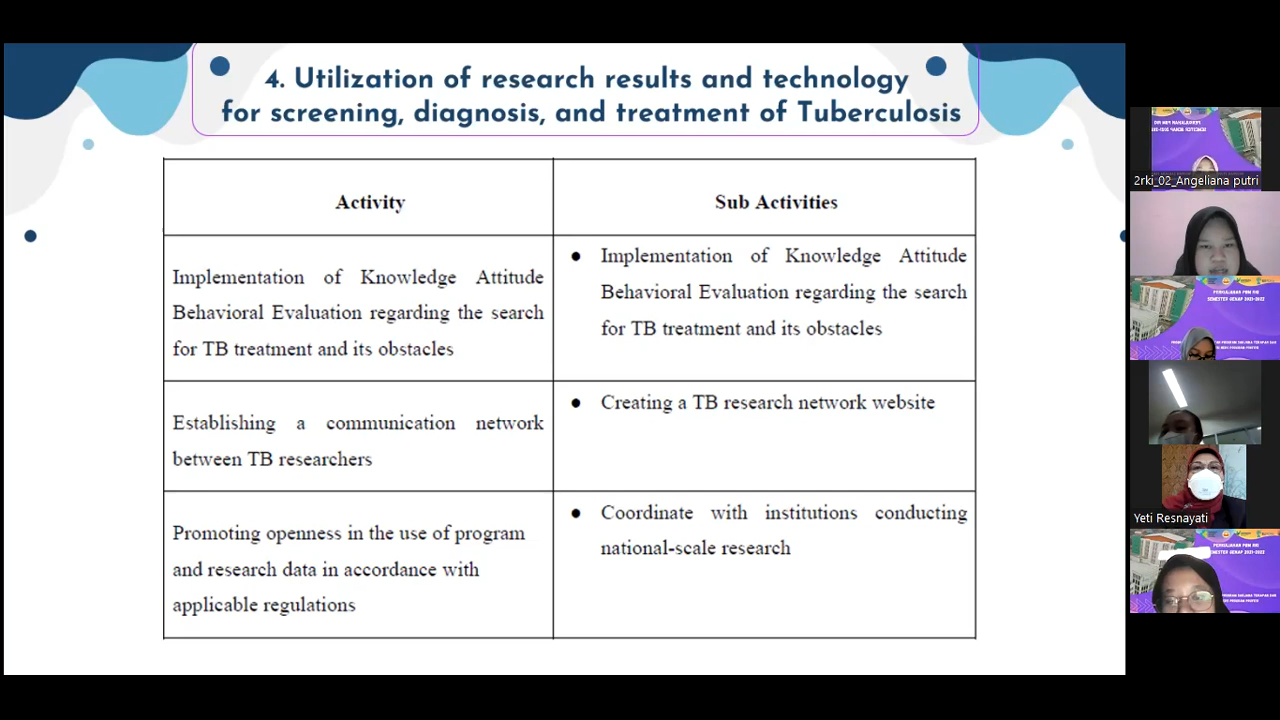 4. Utilization of research results and technology
for screening, diagnosis, and treatment of Tuberculosis
Activity
Sub Activities
Implementation of Knowledge Attitude
Behavioral Evaluation regarding the search
for TB treatment and its obstacles
● Implementation of Knowledge Attitude
Behavioral Evaluation regarding the search
for TB treatment and its obstacles
Establishing a communication network
between TB researchers
● Creating a TB research network website
Promoting openness in the use of program
and research data in accordance with
applicable regulations
● Coordinate with institutions conducting
national-scale research
2rki_02_Angeliana putri
SEMESTER GENAP 2021-2022
Yeti Resnayati